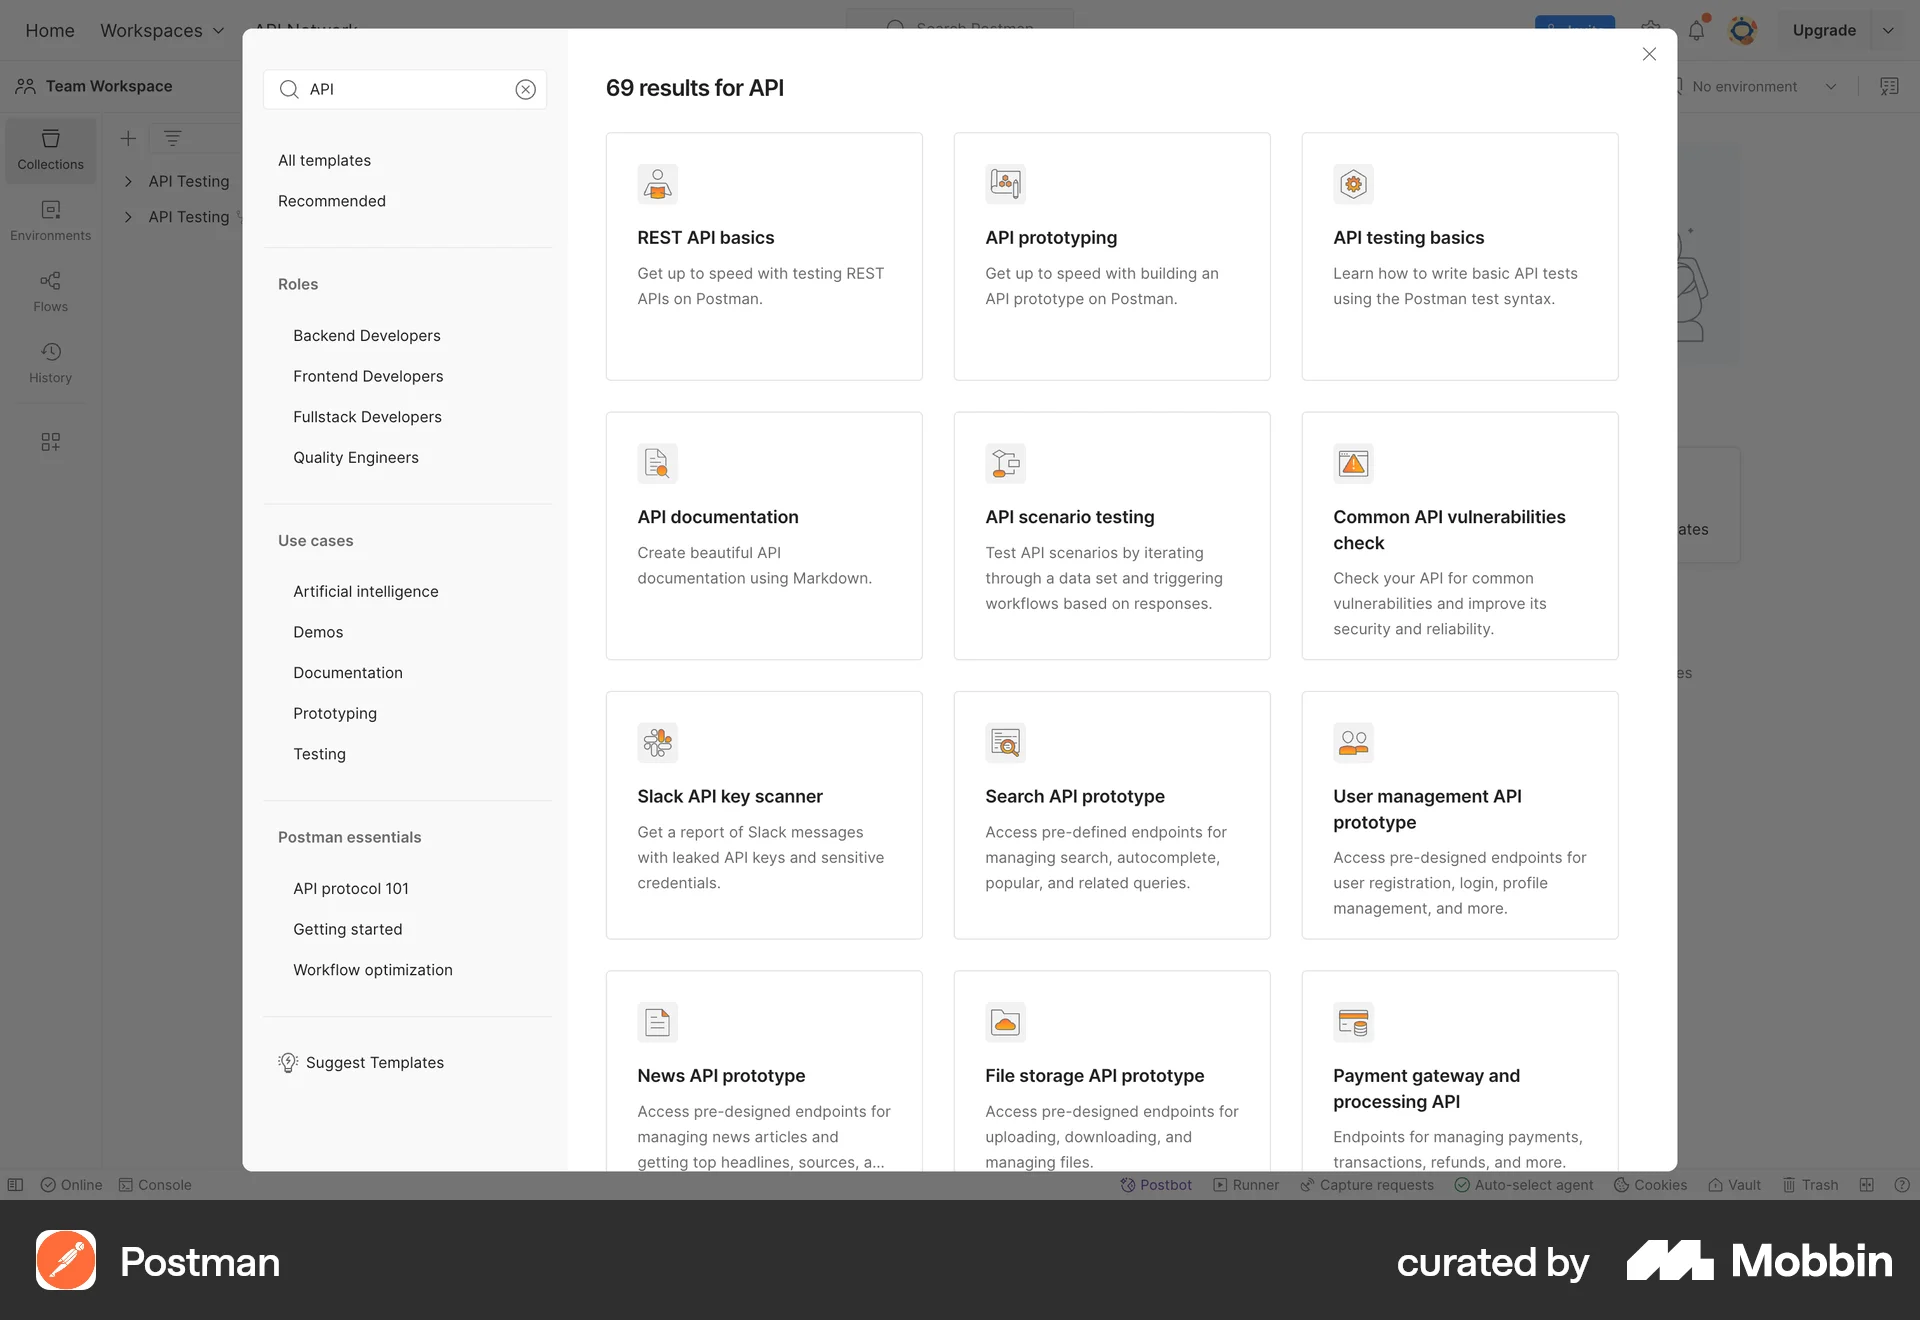 Home
Workspaces
API Network
Search Postman
Invite
Upgrade
Team Workspace
No environment
Collections
Environments
Flows
History
API Testing
API Testing
API
All templates
Recommended
Roles
Backend Developers
Frontend Developers
Fullstack Developers
Quality Engineers
Use cases
Artificial intelligence
Demos
Documentation
Prototyping
Testing
Postman essentials
API protocol 101
Getting started
Workflow optimization
Suggest Templates
69 results for API
REST API basics
Get up to speed with testing REST
APIs on Postman.
API prototyping
Get up to speed with building an
API prototype on Postman.
API testing basics
Learn how to write basic API tests
using the Postman test syntax.
API documentation
Create beautiful API
documentation using Markdown.
API scenario testing
Test API scenarios by iterating
through a data set and triggering
workflows based on responses.
Common API vulnerabilities
check
Check your API for common
vulnerabilities and improve its
security and reliability.
ates
es
Slack API key scanner
Get a report of Slack messages
with leaked API keys and sensitive
credentials.
Search API prototype
Access pre-defined endpoints for
managing search, autocomplete,
popular, and related queries.
User management API
prototype
Access pre-designed endpoints for
user registration, login, profile
management, and more.
News API prototype
Access pre-designed endpoints for
managing news articles and
getting top headlines, sources, a...
File storage API prototype
Access pre-designed endpoints for
uploading, downloading, and
managing files.
Payment gateway and
processing API
Endpoints for managing payments,
transactions, refunds, and more.
Online
Console
Postbot
Runner
Capture requests
Auto-select agent
Cookies
Vault
Trash
Postman
curated by
Mobbin